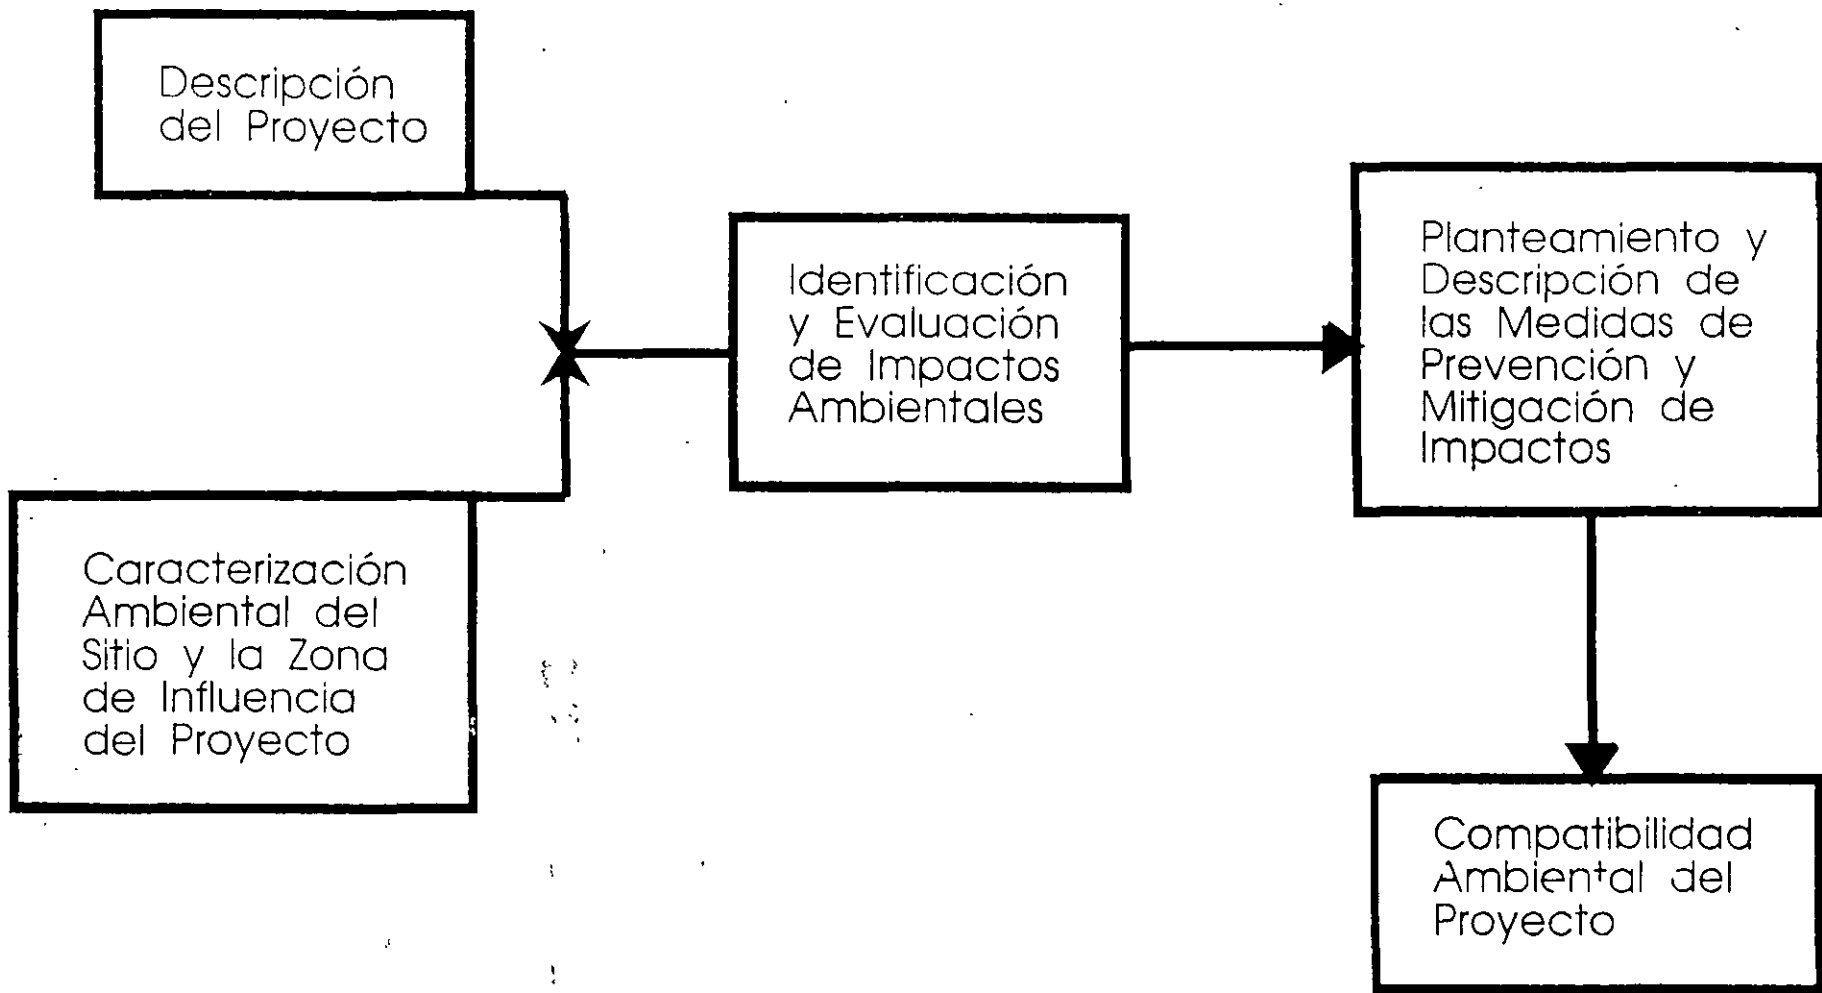 Descripción
del Proyecto
Caracterización
Ambiental del
Sitio y la Zona
de Influencia
del Proyecto
Identificación
y Evaluación
de Impactos
Ambientales
Planteamiento y
Descripción de
las Medidas de
Prevención y
Mitigación de
Impactos
Compatibilidad
Ambiental del
Proyecto